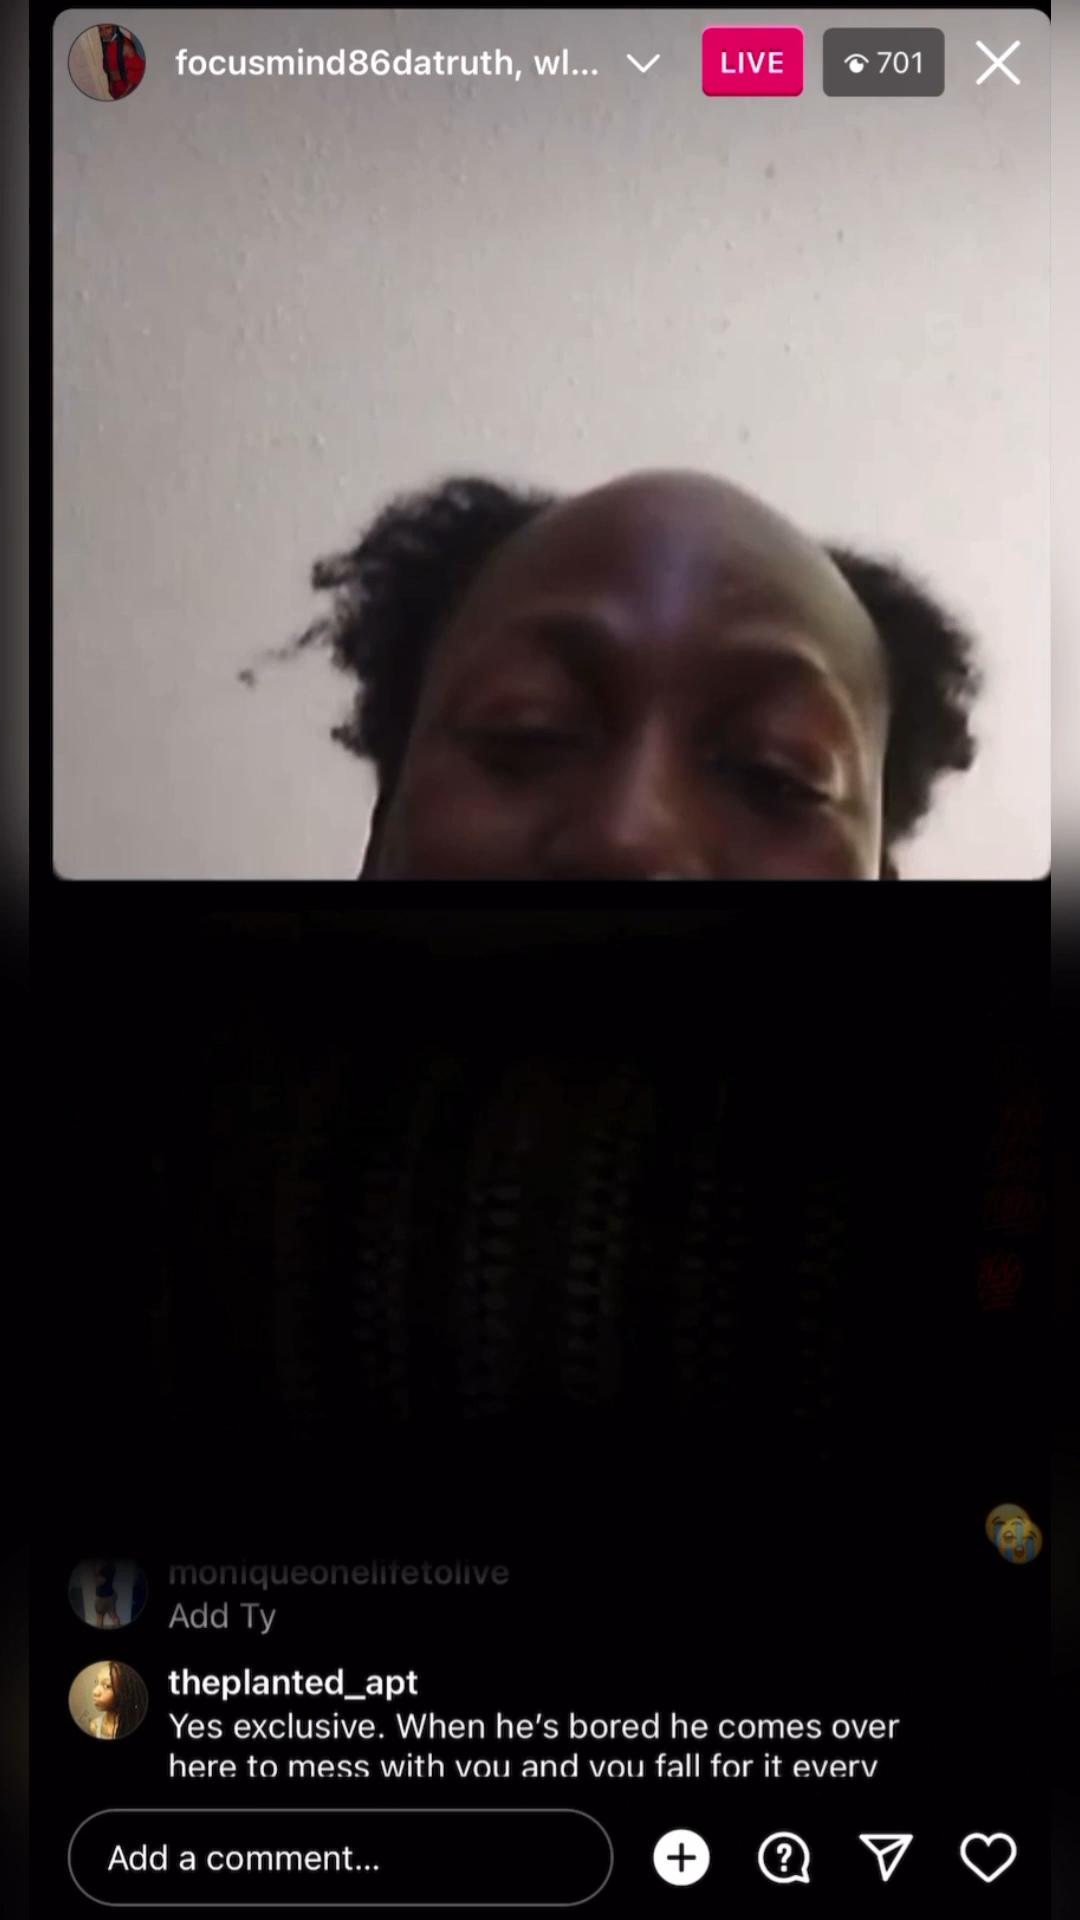 focusmind86datruth, wl...
LIVE
701
moniqueonelifetolive
Add Ty
theplanted_apt
Yes exclusive. When he's bored he comes over
here to mess with you and you fall for it every
Add a comment...